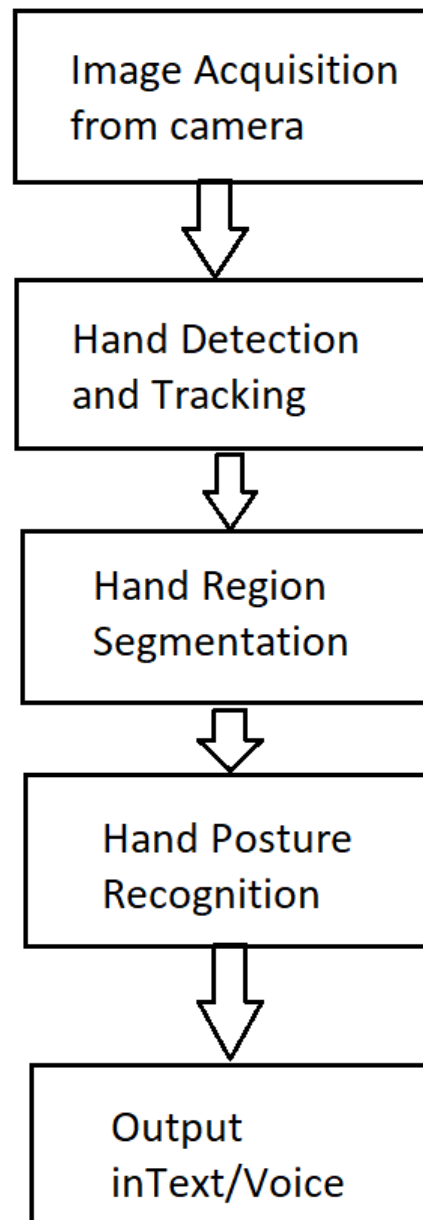 Image Acquisition
from camera
Hand Detection
and Tracking
Hand Region
Segmentation
Hand Posture
Recognition
Output
inText/Voice